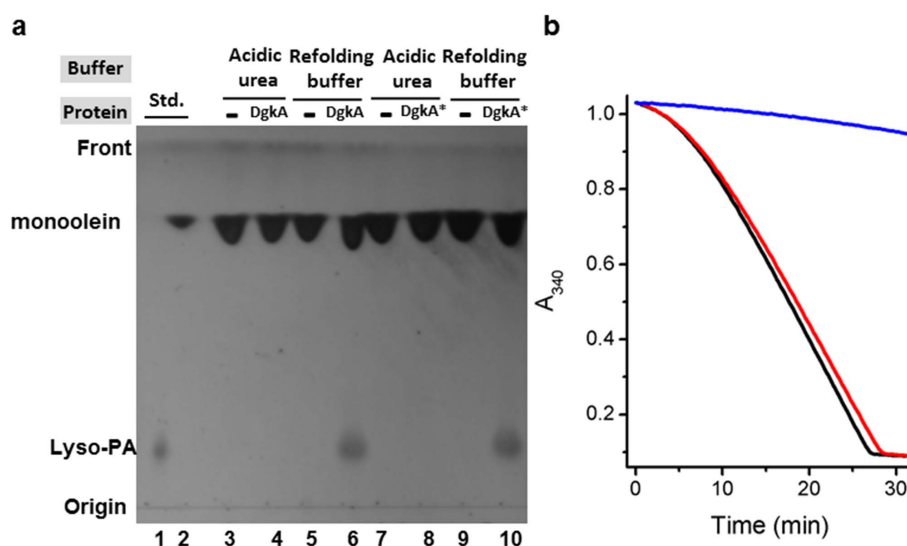 a
Buffer
Acidic urea
Refolding buffer
Acidic urea
Refolding buffer
Protein
Std.
- DgkA - DgkA - DgkA* - DgkA*
Front
monoolein
Lyso-PA
Origin
1 2 3 4 5 6 7 8 9 10
b
A340
1.0
0.8
0.6
0.4
0.2
0 10 20 30
Time (min)